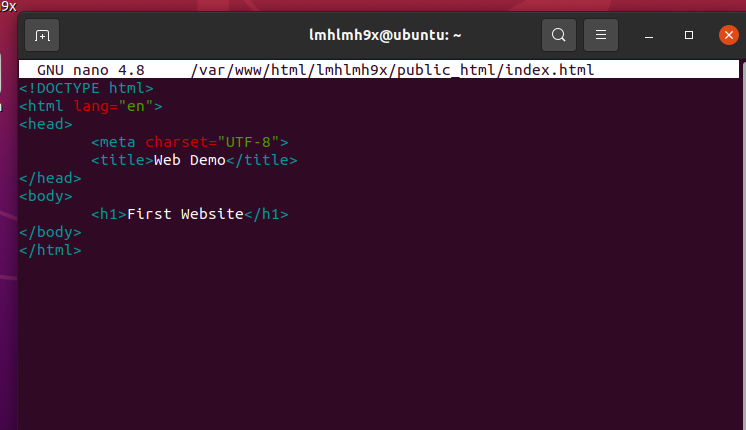 9x
lmhlmh9x@ubuntu: ~
GNU nano 4.8 /var/www/html/lmhlmh9x/public_html/index.html
<!DOCTYPE html>
<html lang="en">
<head>
<meta charset="UTF-8">
<title>Web Demo</title>
</head>
<body>
<h1>First Website</h1>
</body>
</html>